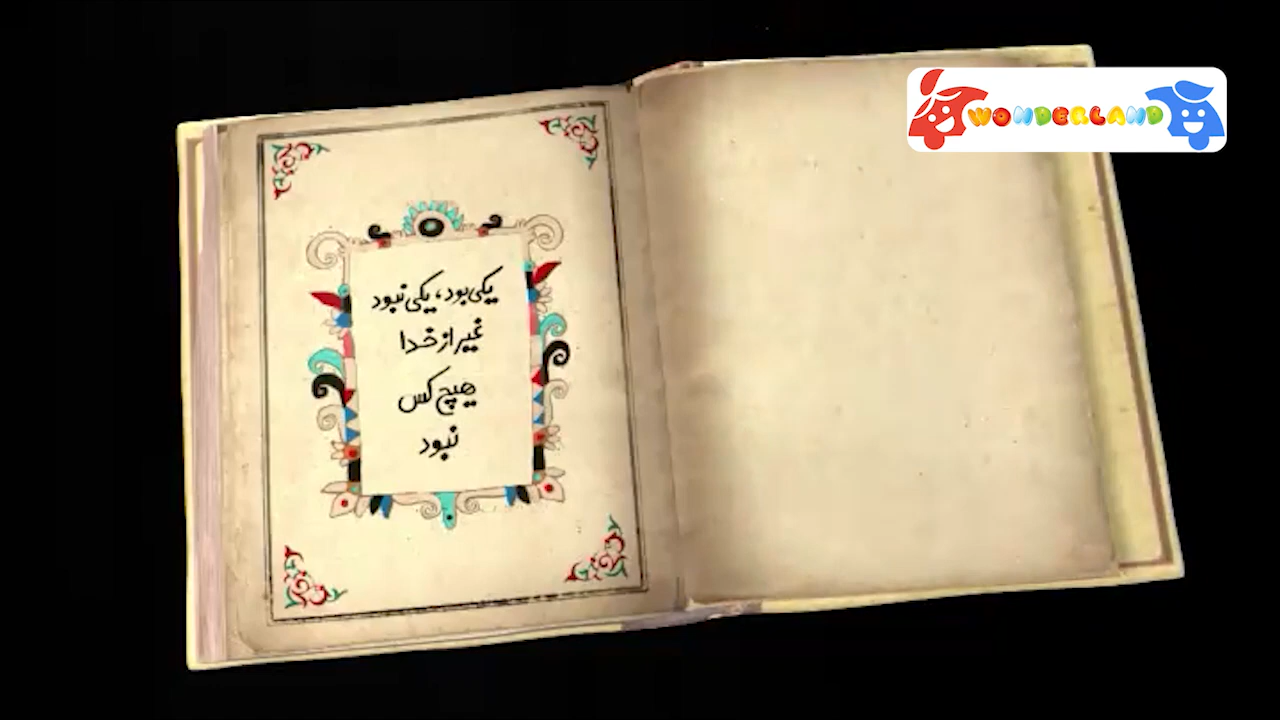 یکی بود، یکی نبود
غیر از خدا
هیچ کس
نبود
WONDERLAND